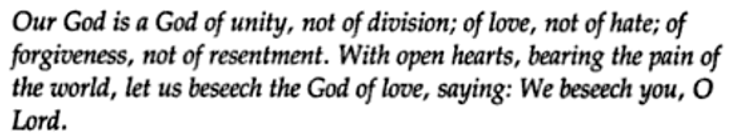 Our God is a God of unity, not of division; of love, not of hate; of
forgiveness, not of resentment. With open hearts, bearing the pain of
the world, let us beseech the God of love, saying: We beseech you, O
Lord.